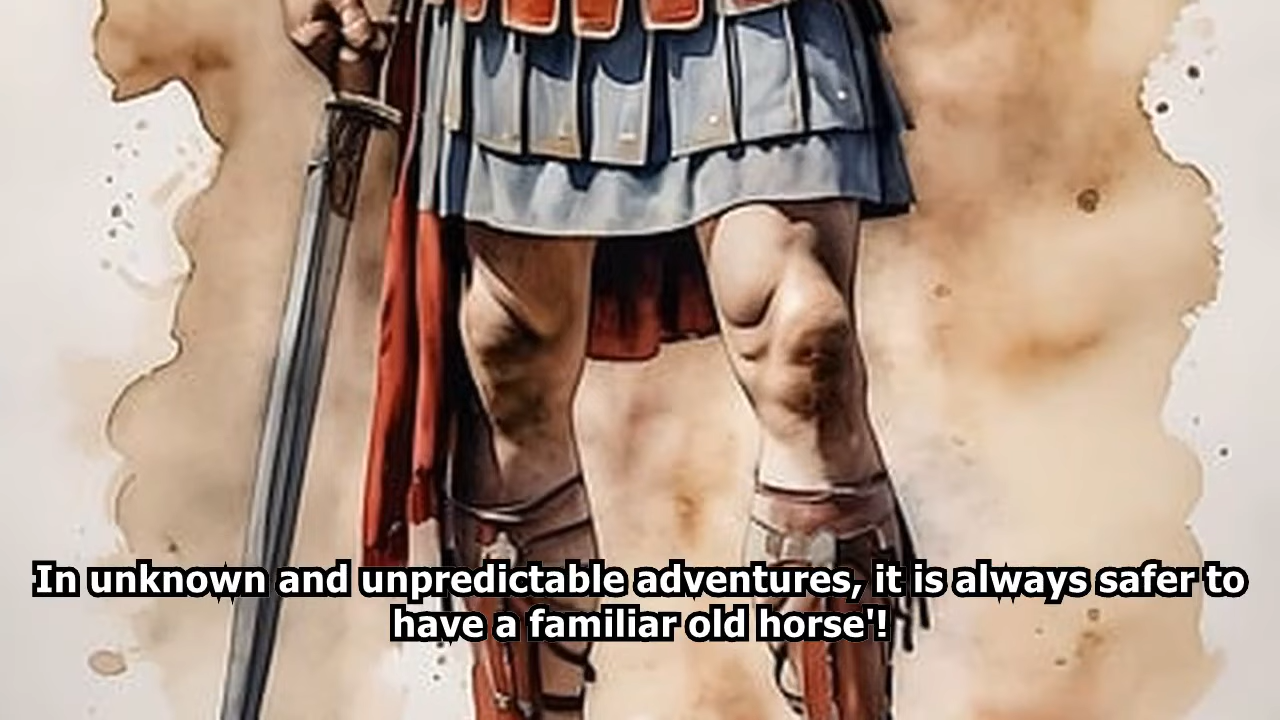 In unknown and unpredictable adventures, it is always safer to
have a familiar old horse'!